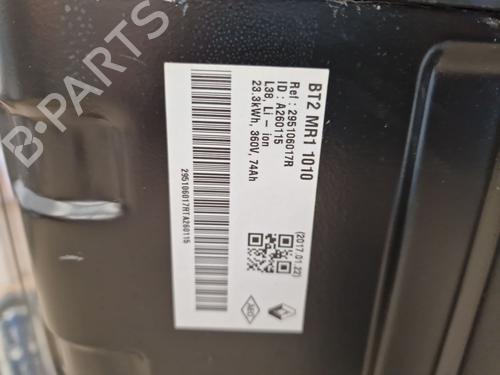 BT2 MR1 1010
Ref : 295106017R
ID : A260115
L38, Li - ion
23.3kWh, 360V, 74Ah
(2017.01.22)
295106017RTA260115
AESC
B-PARTS